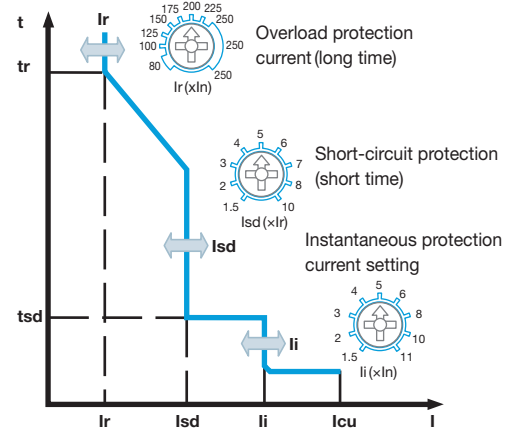 t
Ir
tr
80
100
125
150
175
200
225
250
250
250
Ir (xIn)
Overload protection
current (long time)
1.5
2
3
4
5
6
7
8
10
Isd (×Ir)
Short-circuit protection
(short time)
Isd
Instantaneous protection
current setting
1.5
2
3
4
5
6
8
10
11
Ii (×In)
tsd
Ii
Ir
Isd
Ii
Icu
I